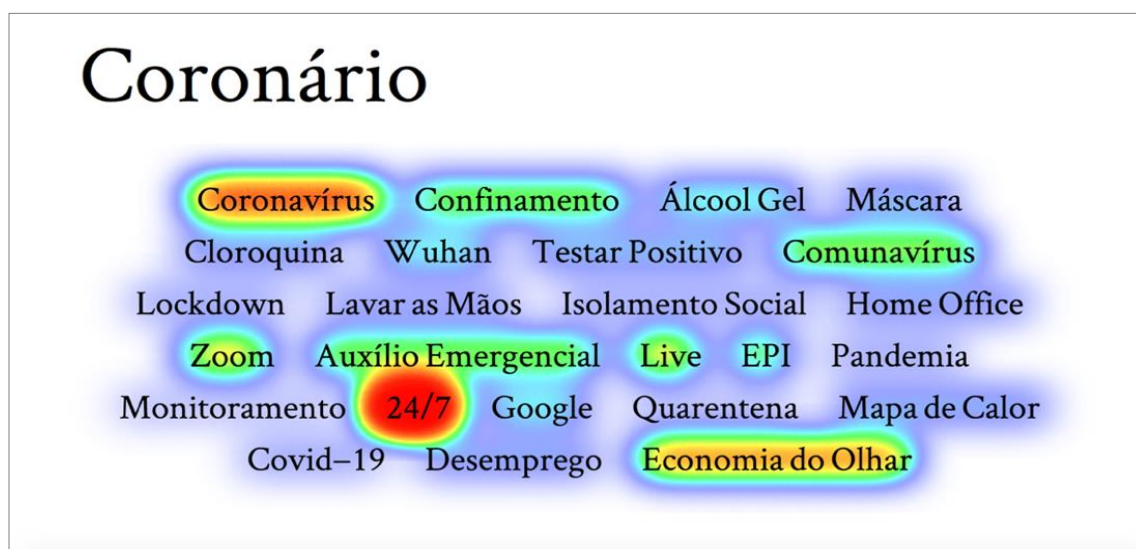 Coronário
Coronavírus Confinamento Álcool Gel Máscara
Cloroquina Wuhan Testar Positivo Comunavírus
Lockdown Lavar as Mãos Isolamento Social Home Office
Zoom Auxílio Emergencial Live EPI Pandemia
Monitoramento 24/7 Google Quarentena Mapa de Calor
Covid–19 Desemprego Economia do Olhar